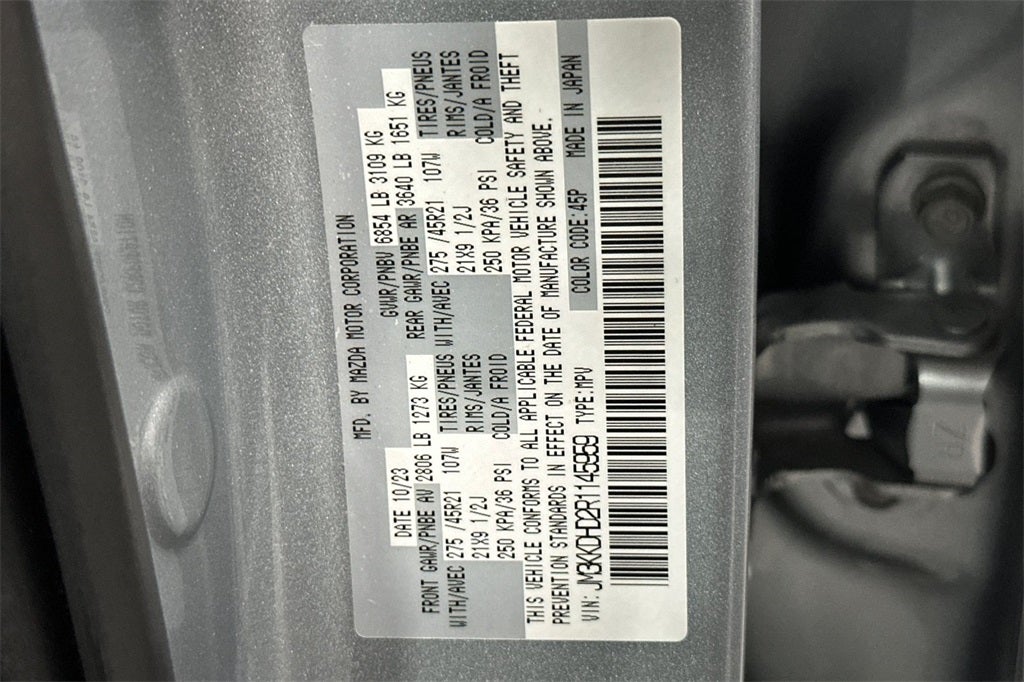 MFD. BY MAZDA MOTOR CORPORATION
DATE 10/23 GVWR/PNBV 6854 LB 3109 KG
FRONT GAWR/PNBE AV 2806 LB 1273 KG REAR GAWR/PNBE AR 3640 LB 1651 KG
WITH/AVEC 275 /45R21 107W TIRES/PNEUS WITH/AVEC 275 /45R21 107W TIRES/PNEUS
21X9 1/2J RIMS/JANTES 21X9 1/2J RIMS/JANTES
250 KPA/36 PSI COLD/A FROID 250 KPA/36 PSI COLD/A FROID
THIS VEHICLE CONFORMS TO ALL APPLICABLE FEDERAL MOTOR VEHICLE SAFETY AND THEFT
PREVENTION STANDARDS IN EFFECT ON THE DATE OF MANUFACTURE SHOWN ABOVE.
VIN: JM3KKDHD2R1145959 TYPE:MPV COLOR CODE:45P MADE IN JAPAN